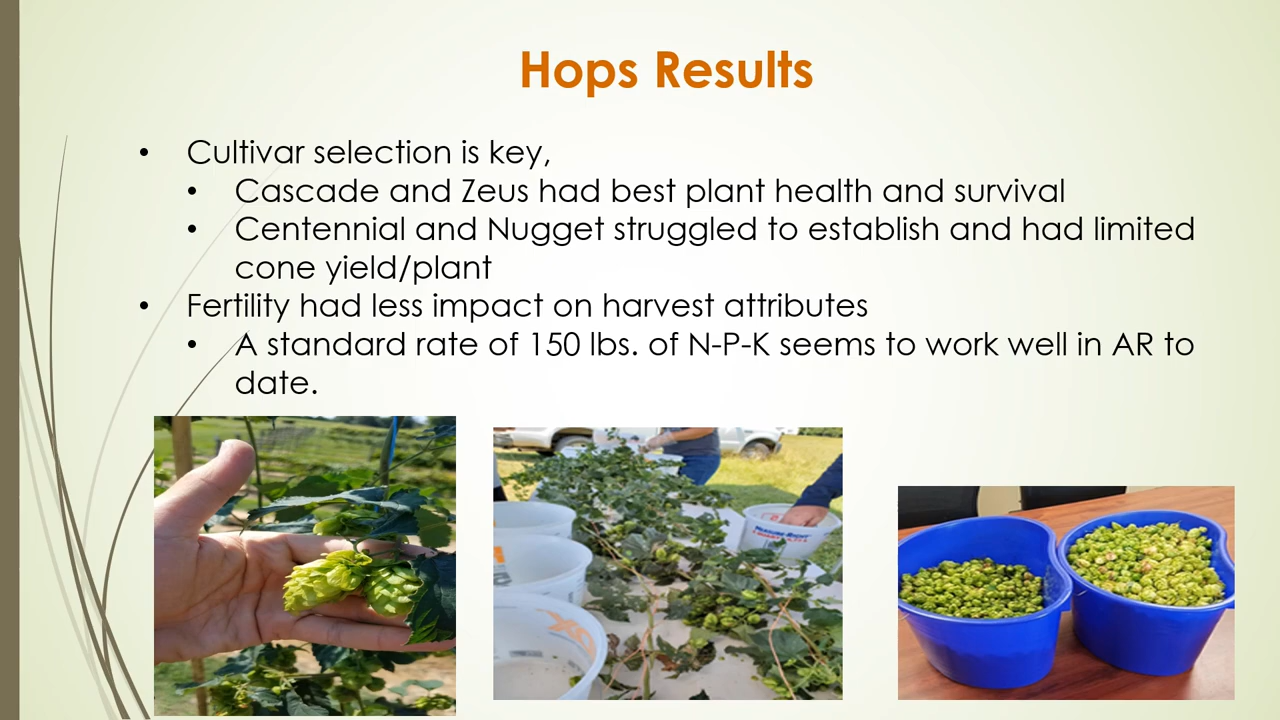 Hops Results
• Cultivar selection is key,
• Cascade and Zeus had best plant health and survival
• Centennial and Nugget struggled to establish and had limited
cone yield/plant
• Fertility had less impact on harvest attributes
• A standard rate of 150 lbs. of N-P-K seems to work well in AR to
date.